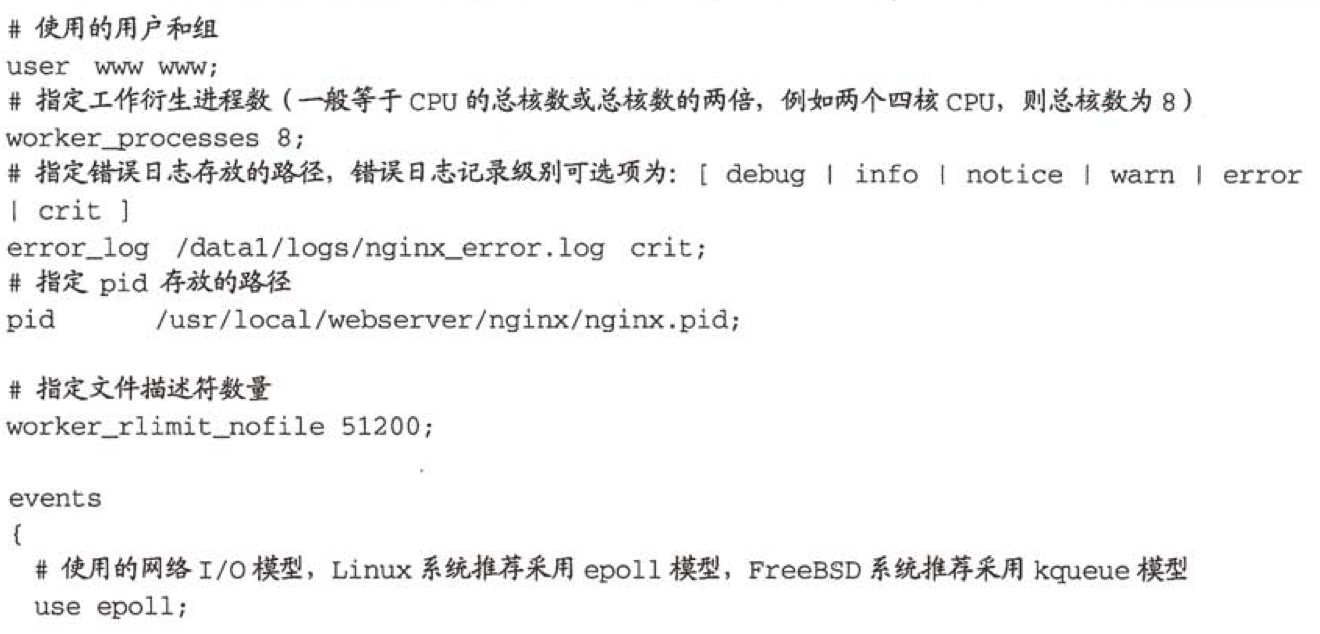 # 使用的用户和组
user  www www;
# 指定工作衍生进程数（一般等于 CPU 的总核数或总核数的两倍，例如两个四核 CPU，则总核数为 8）
worker_processes 8;
# 指定错误日志存放的路径，错误日志记录级别可选项为：[ debug | info | notice | warn | error
| crit ]
error_log  /data1/logs/nginx_error.log  crit;
# 指定 pid 存放的路径
pid        /usr/local/webserver/nginx/nginx.pid;
# 指定文件描述符数量
worker_rlimit_nofile 51200;
events
{
# 使用的网络 I/O 模型，Linux 系统推荐采用 epoll 模型，FreeBSD 系统推荐采用 kqueue 模型
use epoll;